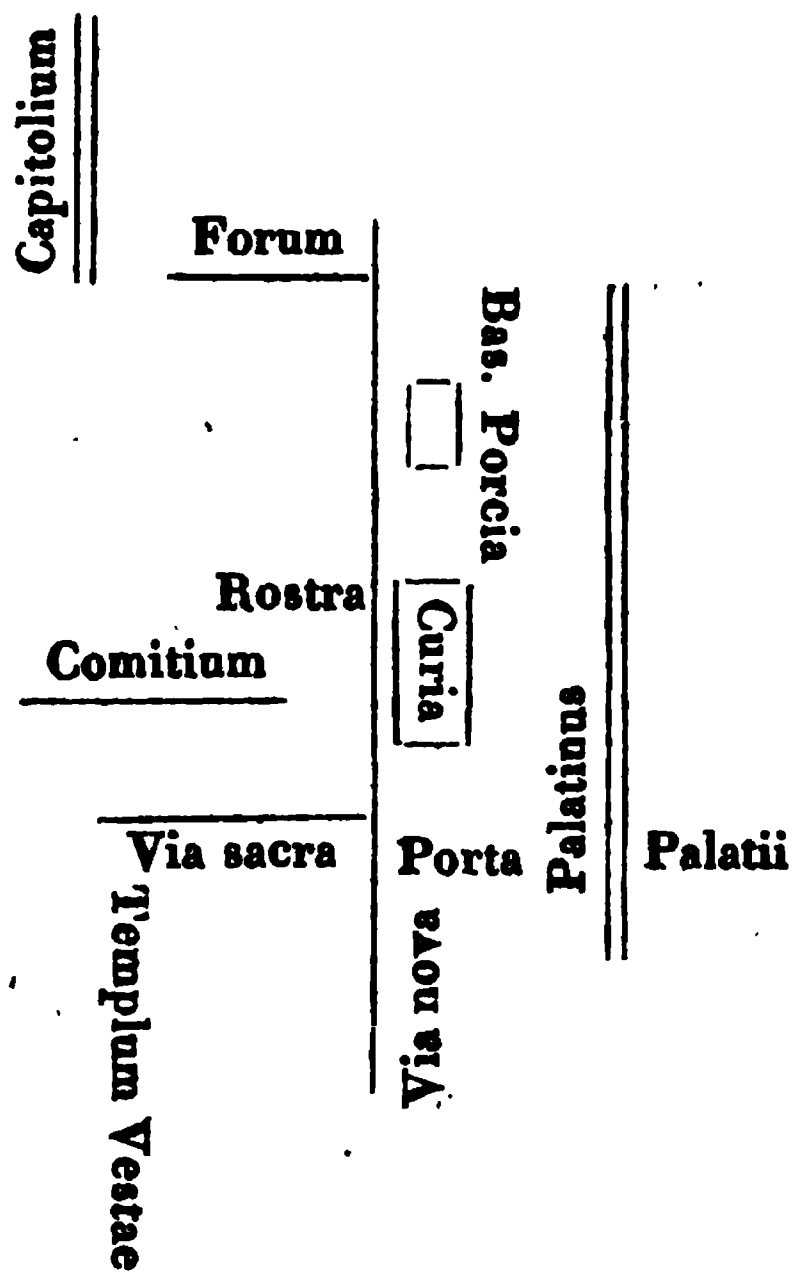 Capitolium
Forum
Bas. Porcia
Rostra
Curia
Comitium
Palatinus
Via sacra
Porta
Palatii
Via nova
Templum Vestae